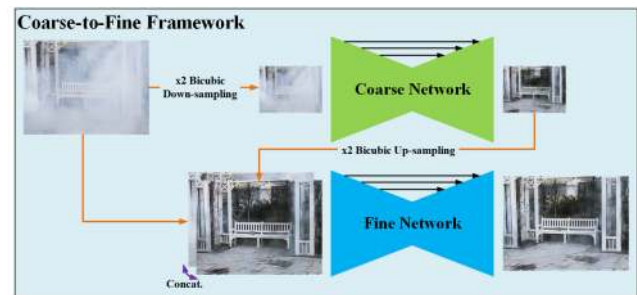 Coarse-to-Fine Framework
x2 Bicubic
Down-sampling
Coarse Network
x2 Bicubic Up-sampling
Fine Network
Concat.